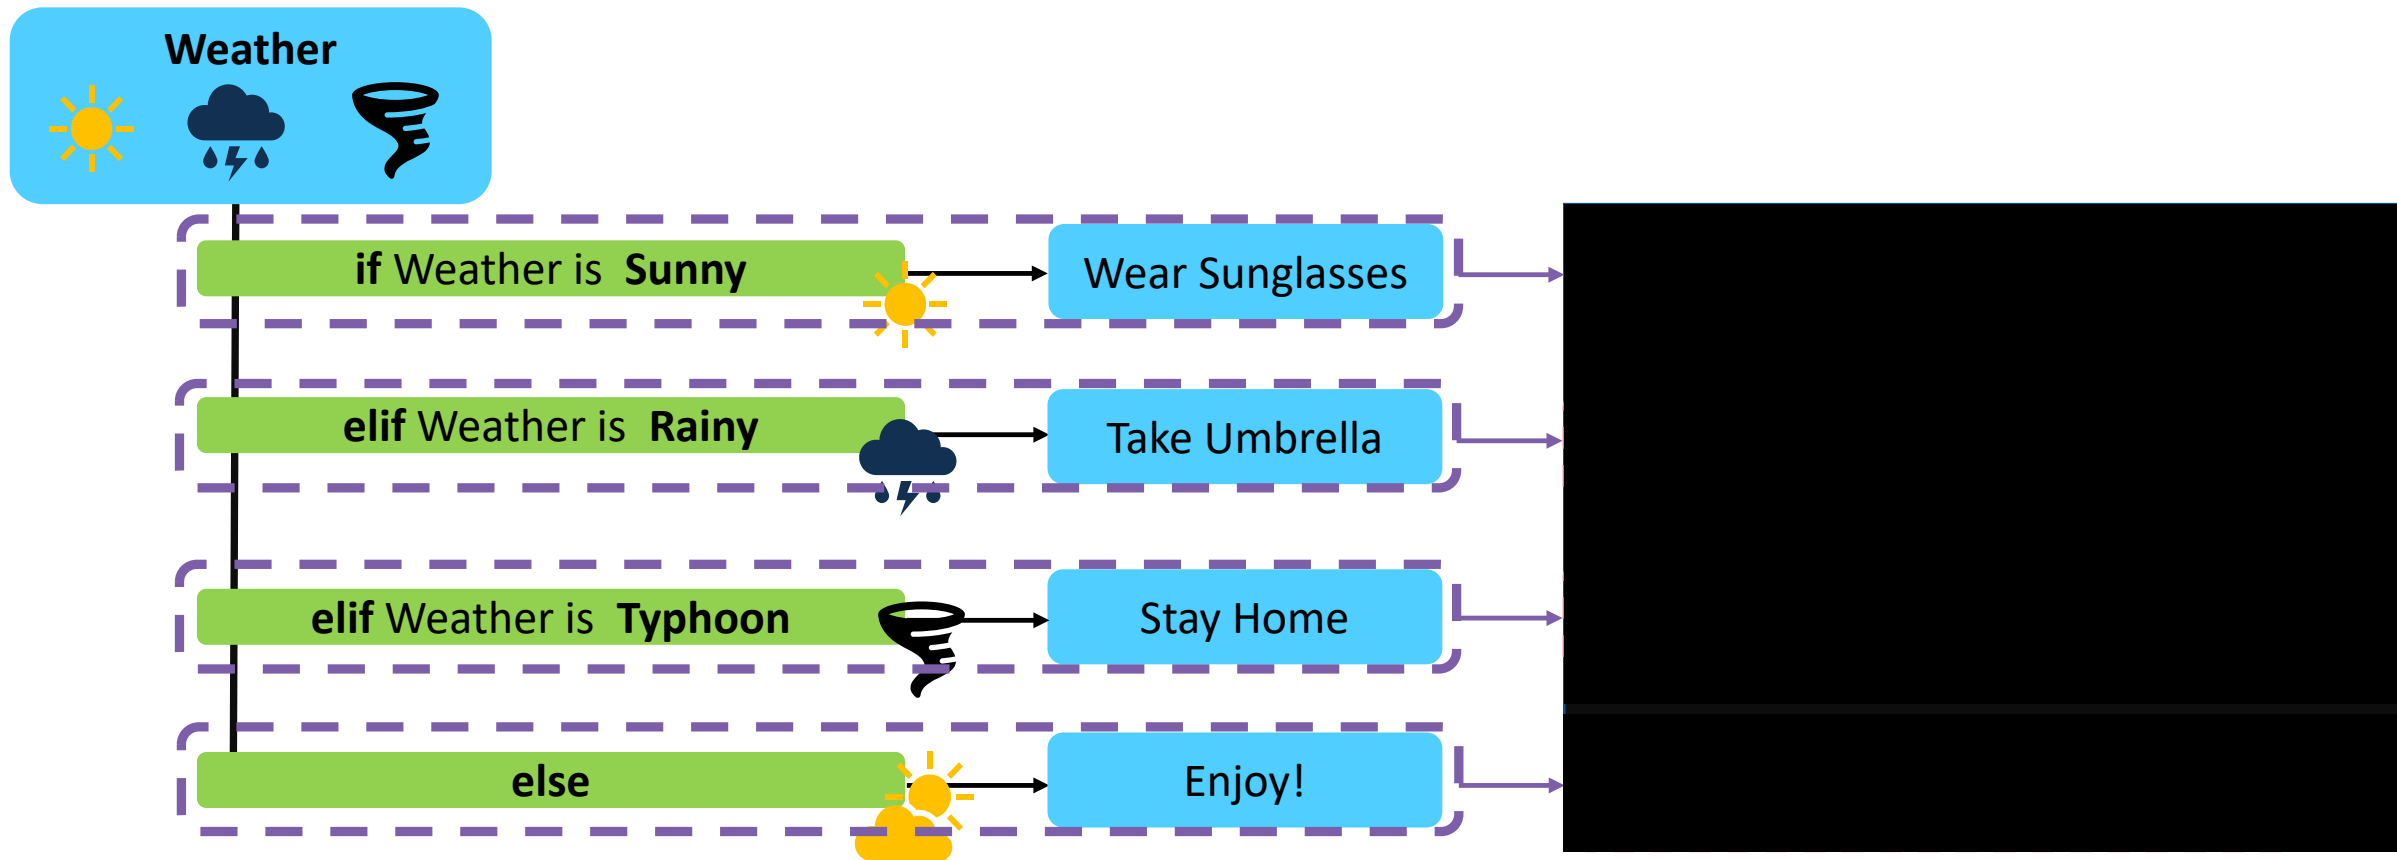 Weather
if Weather is Sunny
Wear Sunglasses
elif Weather is Rainy
Take Umbrella
elif Weather is Typhoon
Stay Home
else
Enjoy!